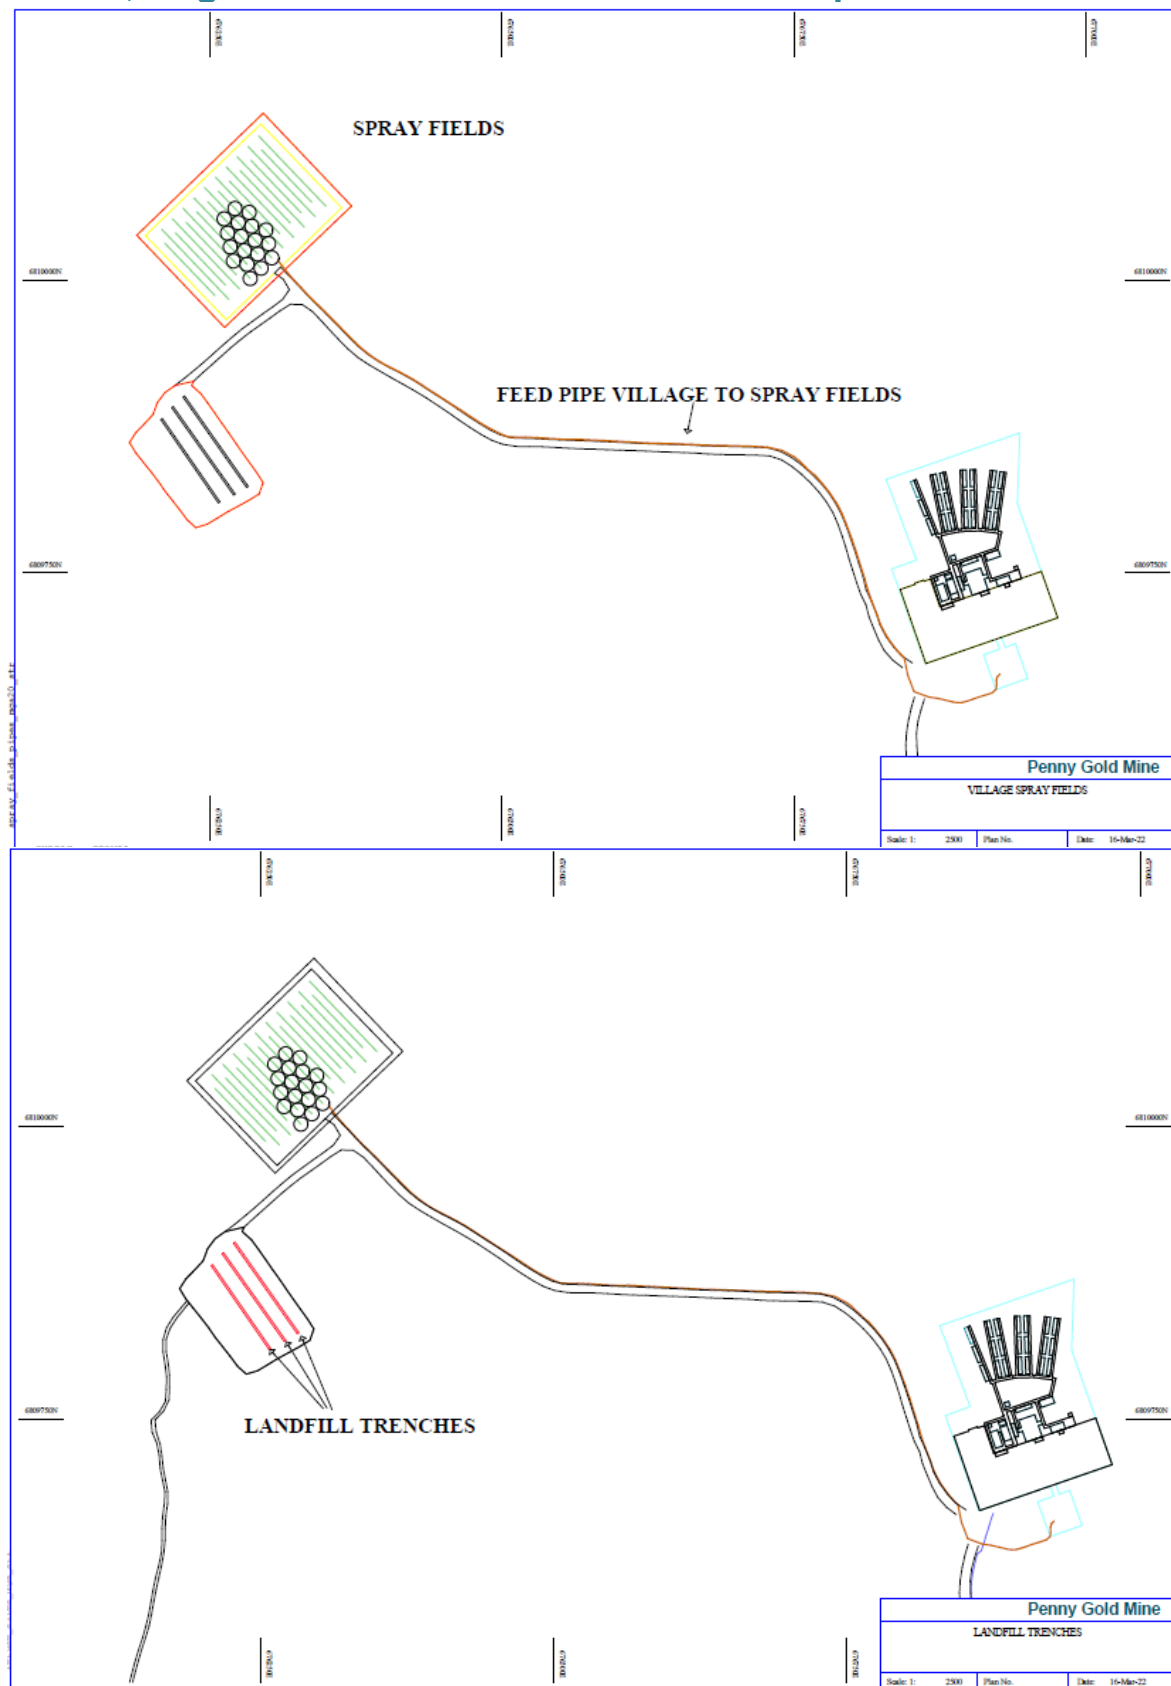 SPRAY FIELDS
6810000N
6810000N
FEED PIPE VILLAGE TO SPRAY FIELDS
6809750N
6809750N
Penny Gold Mine
VILLAGE SPRAY FIELDS
Scale: 1: 2500 Plan No. Date: 16-Mar-22
6810000N
6810000N
6809750N
6809750N
LANDFILL TRENCHES
Penny Gold Mine
LANDFILL TRENCHES
Scale: 1: 2500 Plan No. Date: 16-Mar-22